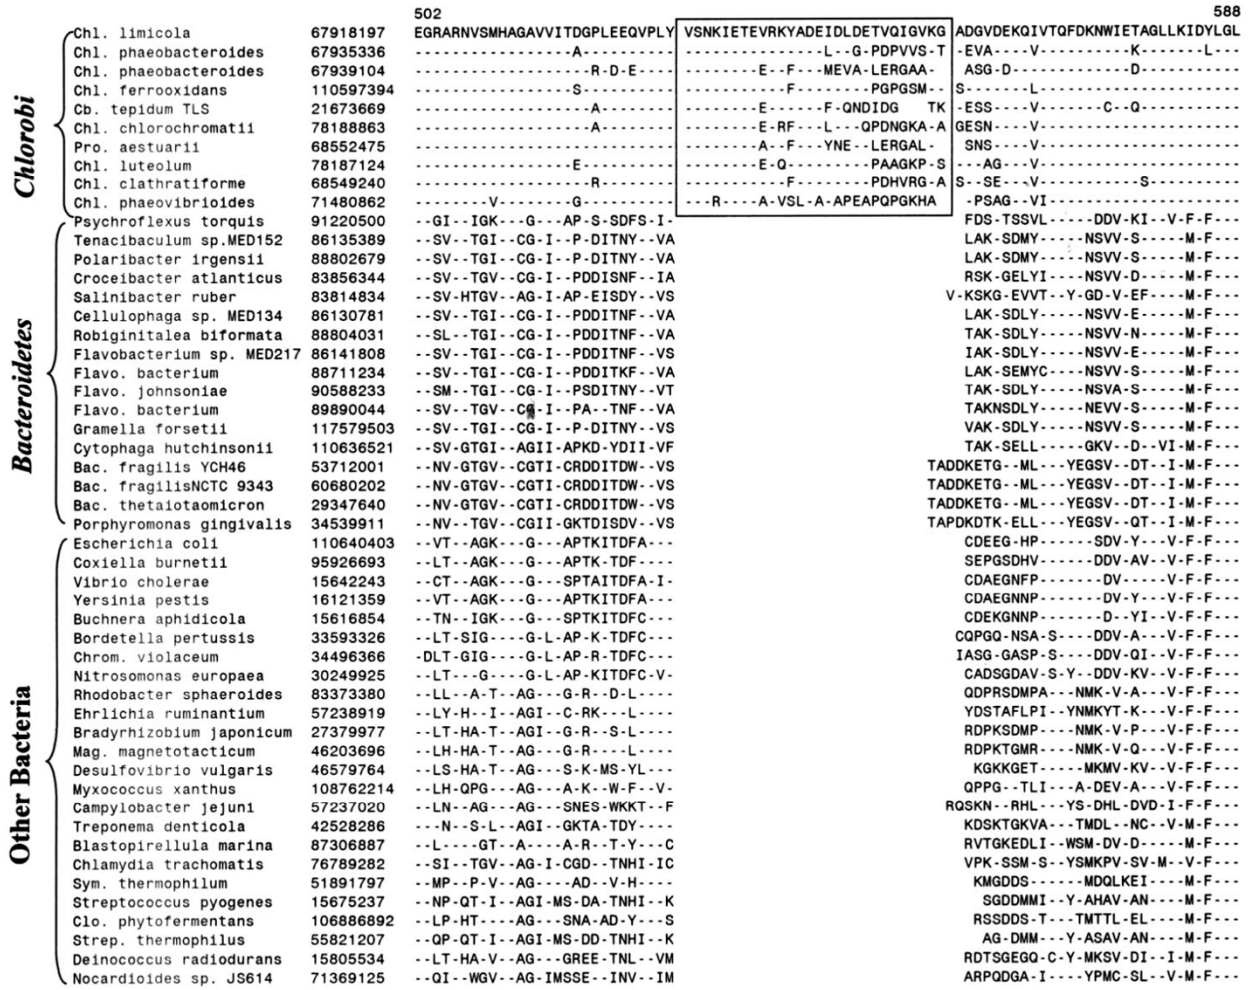 502 588
Chlorobi
Chl. limicola 67918197 EGRARNVSMHAGAVVITDGPLEEQVPLY VSNKIETEVRKYADEIDLDETVQIGVKG ADGVDEKQIVTQFDKNWIETAGLLKIDYLGL
Chl. phaeobacteroides 67935336 ------------------A--------- ------------------L--G-PDPVVS-T -EVA-----V---------K-------L---
Chl. phaeobacteroides 67939104 -------------------R-D-E---- --------E--F---MEVA-LERGAA- ASG-D-------------D-----------
Chl. ferrooxidans 110597394 ------------------S--------- -----------F--------PGPGSM-- S-------L---------------------
Cb. tepidum TLS 21673669 -------------------A-------- --------E------F-QNDIDG TK -ESS----V-------C--Q----------
Chl. chlorochromatii 78188863 -------------------A-------- --------E-RF---L---QPDNGKA-A GESN----V---------------------
Pro. aestuarii 68552475 ---------------------------- --------A--F---YNE--LERGAL- SNS-----V---------------------
Chl. luteolum 78187124 -----------------E---------- --------E-Q---------PAAGKP-S --AG----V---------------------
Chl. clathratiforme 68549240 -------------------R-------- -----------F--------PDHVRG-A S--SE---V-----------S---------
Chl. phaeovibrioides 71480862 --------V--------G---------- ---R----A-VSL-A-APEAPQPGKHA -PSAG--VI---------------------
Bacteroidetes
Psychroflexus torquis 91220500 --GI--IGK---G---AP-S-SDFS-I- FDS-TSSVL-----DDV-KI--V-F-F---
Tenacibaculum sp.MED152 86135389 --SV--TGI--CG-I--P-DITNY--VA LAK-SDMY-----NSVV-S-----M-F---
Polaribacter irgensii 88802679 --SV--TGI--CG-I--P-DITNY--VA LAK-SDMY-----NSVV-S-----M-F---
Croceibacter atlanticus 83856344 --SV--TGI--CG-I--PDDISNF--IA RSK-GELYI----NSVV--D----M-F---
Salinibacter ruber 83814834 --SV-HTGV--AG-I-AP-EISDY--VS V-KSKG-EVVT--Y-GD-V-EF-----M-F---
Cellulophaga sp. MED134 86130781 --SV--TGI--CG-I--PDDITNF--VA LAK-SDLY-----NSVV-E-----M-F---
Robiginitalea biformata 88804031 --SL--TGV--CG-I--PDDITNF--VA TAK-SDLY-----NSVV-N-----M-F---
Flavobacterium sp. MED217 86141808 --SV--TGI--CG-I--PDDITNF--VS IAK-SDLY-----NSVV-E-----M-F---
Flavo. bacterium 88711234 --SV--TGI--CG-I--PDDITKF--VA LAK-SEMYC----NSVV-S-----M-F---
Flavo. johnsoniae 90588233 --SM--TGI--CG-I--PSDITNY--VT TAK-SDLY-----NSVA-S-----M-F---
Flavo. bacterium 89890044 --SV--TGV--CG-I--PA--TNF--VA TAKNSDLY-----NEVV-S-----M-F---
Gramella forsetii 117579503 --SV--TGI--CG-I--P-DITNY--VS VAK-SDLY-----NSVV-S-----M-F---
Cytophaga hutchinsonii 110636521 --SV-GTGI--AGII-APKD-YDII-VF TAK-SELL-----GKV--D--VI-M-F---
Bac. fragilis YCH46 53712001 --NV-GTGV--CGTI-CRDDITDW--VS TADDKETG--ML---YEGSV--DT--I-M-F---
Bac. fragilisNCTC 9343 60680202 --NV-GTGV--CGTI-CRDDITDW--VS TADDKETG--ML---YEGSV--DT--I-M-F---
Bac. thetaiotaomicron 29347640 --NV-GTGV--CGTI-CRDDITDW--VS TADDKETG--ML---YEGSV--DT--I-M-F---
Porphyromonas gingivalis 34539911 --NV--TGV--CGII-GKTDISDV--VS TAPDKDTK-ELL---YEGSV--QT--I-M-F---
Other Bacteria
Escherichia coli 110640403 --VT--AGK---G---APTKITDFA--- CDEEG-HP------SDV-Y---V-F-F---
Coxiella burnetii 95926693 --LT--AGK---G---APTK-TDF---- SEPGSDHV------DDV-AV--V-F-F---
Vibrio cholerae 15642243 --CT--AGK---G---SPTAITDFA-I- CDAEGNFP------DV------V-F-F---
Yersinia pestis 16121359 --VT--AGK---G---APTKITDFA--- CDAEGNNP------DV-Y----V-F-F---
Buchnera aphidicola 15616854 --TN--IGK---G---SPTKITDFC--- CDEKGNNP-------D--YI--V-F-F---
Bordetella pertussis 33593326 --LT-SIG----G-L-AP-K-TDFC--- CQPGQ-NSA-S----DDV-A---V-F-F---
Chrom. violaceum 34496366 -DLT-GIG----G-L-AP-R-TDFC--- IASG-GASP-S----DDV-QI--V-F-F---
Nitrosomonas europaea 30249925 --LT---G----G-L-AP-KITDFC-V- CADSGDAV-S-Y--DDV-KV--V-F-F---
Rhodobacter sphaeroides 83373380 --LL--A-T--AG---G-R--D-L---- QDPRSDMPA---NMK-V-A---V-F-F---
Ehrlichia ruminantium 57238919 --LY-H--I--AGI--C-RK---L---- YDSTAFLPI---YNMKYT-K---V-F-F---
Bradyrhizobium japonicum 27379977 --LT-HA-T--AGI--G-R--S-L---- RDPKSDMP----NMK-V-P---V-F-F---
Mag. magnetotacticum 46203696 --LH-HA-T--AG---G-R----L---- RDPKTGMR----NMK-V-Q---V-F-F---
Desulfovibrio vulgaris 46579764 --LS-HA-T--AG---S-K-MS-YL--- KGKKGET-----MKMV-KV--V-F-F---
Myxococcus xanthus 108762214 --LH-QPG---AG---A-K--W-F--V- QPPG-TLI---A-DEV-A---V-F-F---
Campylobacter jejuni 57237020 --LN--AG---AG---SNES-WKKT--F RQSKN--RHL---YS-DHL-DVD-I-F-F---
Treponema denticola 42528286 ---N--S-L--AGI--GKTA-TDY---- KDSKTGKVA---TMDL--NC--V-M-F---
Blastopirellula marina 87306887 --L----GT--A----A-R--T-Y---C RVTGKEDLI--WSM-DV-D-----M-F---
Chlamydia trachomatis 76789282 --SI--TGV--AG-I-CGD--TNHI-IC VPK-SSM-S--YSMKPV-SV-M--V-F---
Sym. thermophilum 51891797 --MP--P-V--AG----AD--V-H---- KMGDDS------MDQLKEI----M-F---
Streptococcus pyogenes 15675237 --NP-QT-I--AGI-MS-DA-TNHI--K SGDDMMI--Y-AHAV-AN----M-F---
Clo. phytofermentans 106886892 --LP-HT----AG---SNA-AD-Y---S RSSDDS-T---TMTTL-EL----M-F---
Strep. thermophilus 55821207 --QP-QT-I--AGI-MS-DD-TNHI--K AG-DMM---Y-ASAV-AN----M-F---
Deinococcus radiodurans 15805534 --LT-HA-V--AG---GREE-TNL--VM RDTSGEGQ-C-Y-MKSV-DI--I-M-F---
Nocardioides sp. JS614 71369125 --QI--WGV--AG-IMSSE--INV--IM ARPQDGA-I----YPMC-SL--V-M-F---